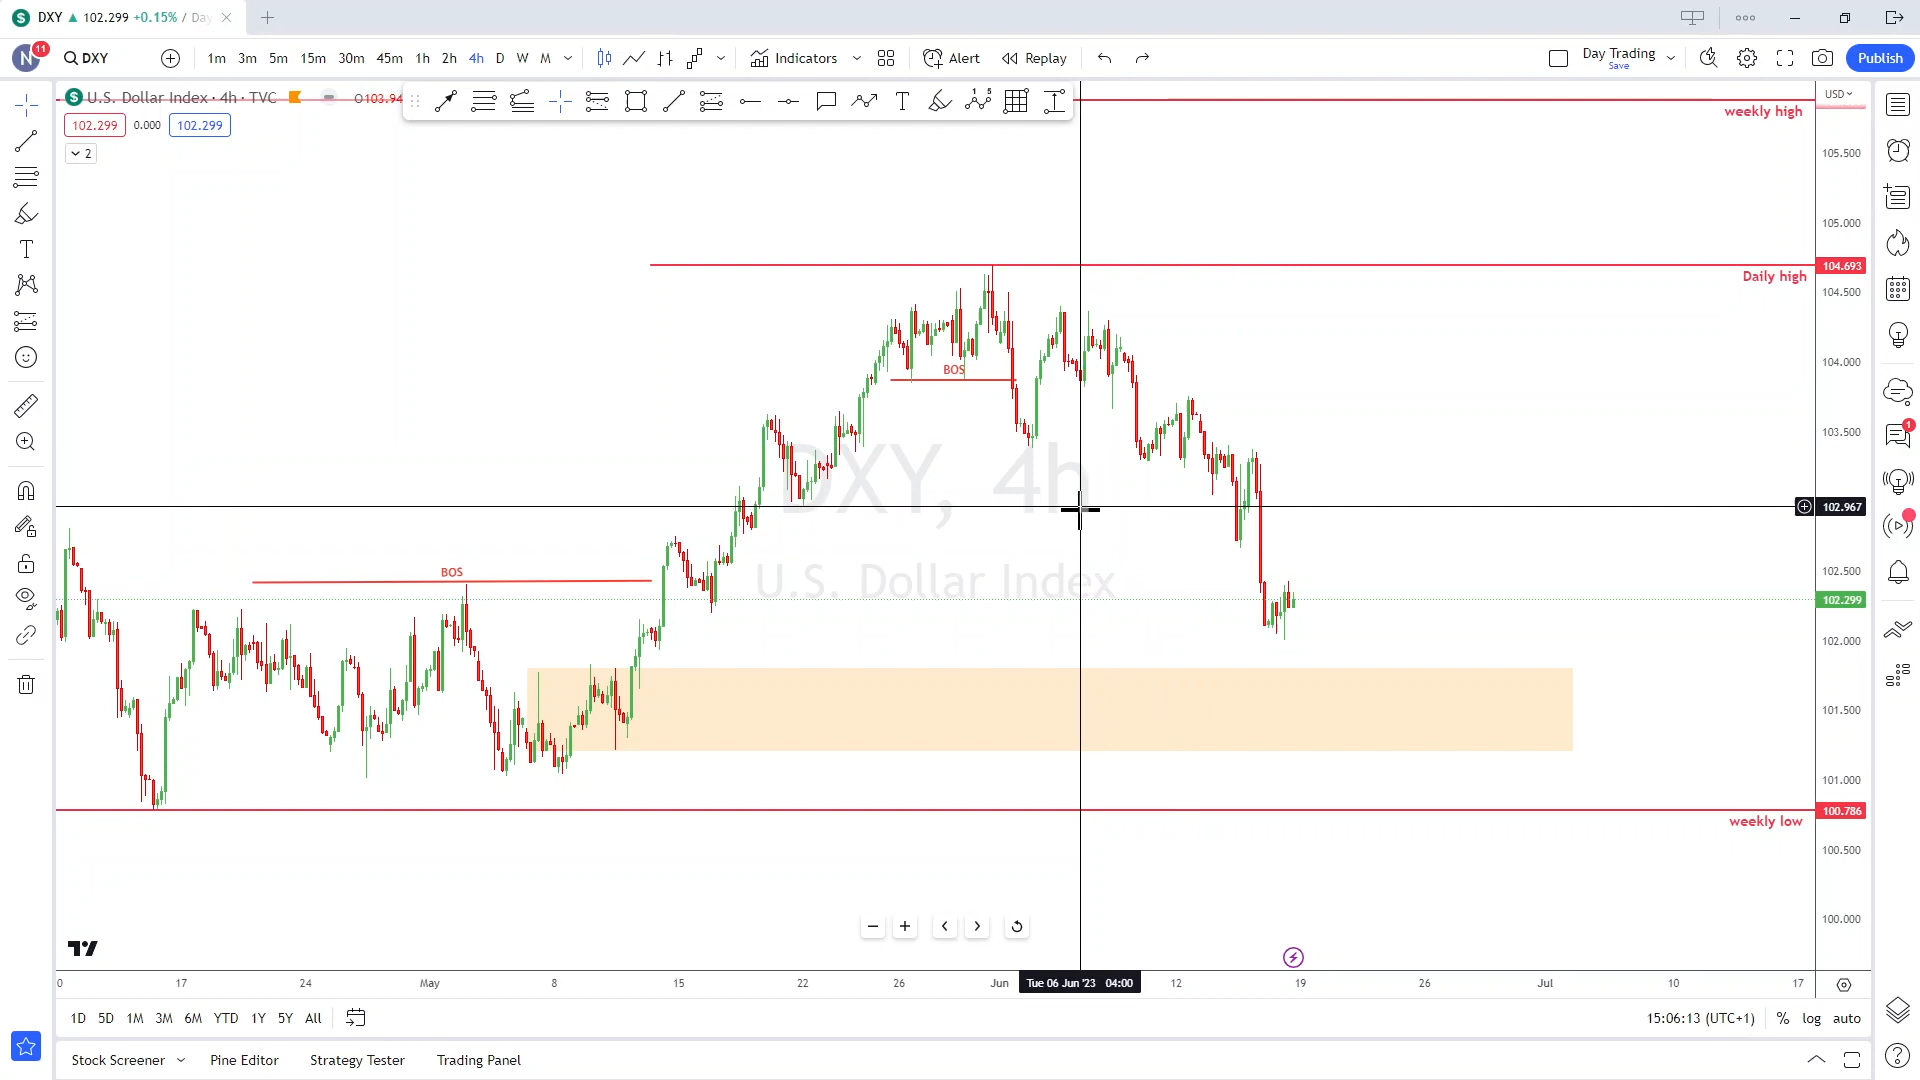 DXY 102.299 +0.15% / Day
N 11 DXY 1m 3m 5m 15m 30m 45m 1h 2h 4h D W M Indicators Alert Replay Day Trading Save Publish
U.S. Dollar Index · 4h · TVC O103.94
102.299 0.000 102.299
2
USD
weekly high
105.500
105.000
104.693
Daily high
104.500
BOS
104.000
103.500
DXY, 4h
102.967
BOS
102.500
U.S. Dollar Index
102.299
102.000
101.500
101.000
100.786
weekly low
100.500
100.000
0 17 24 May 8 15 22 26 Jun Tue 06 Jun '23 04:00 12 19 26 Jul 10 17
1D 5D 1M 3M 6M YTD 1Y 5Y All 15:06:13 (UTC+1) % log auto
Stock Screener Pine Editor Strategy Tester Trading Panel
1